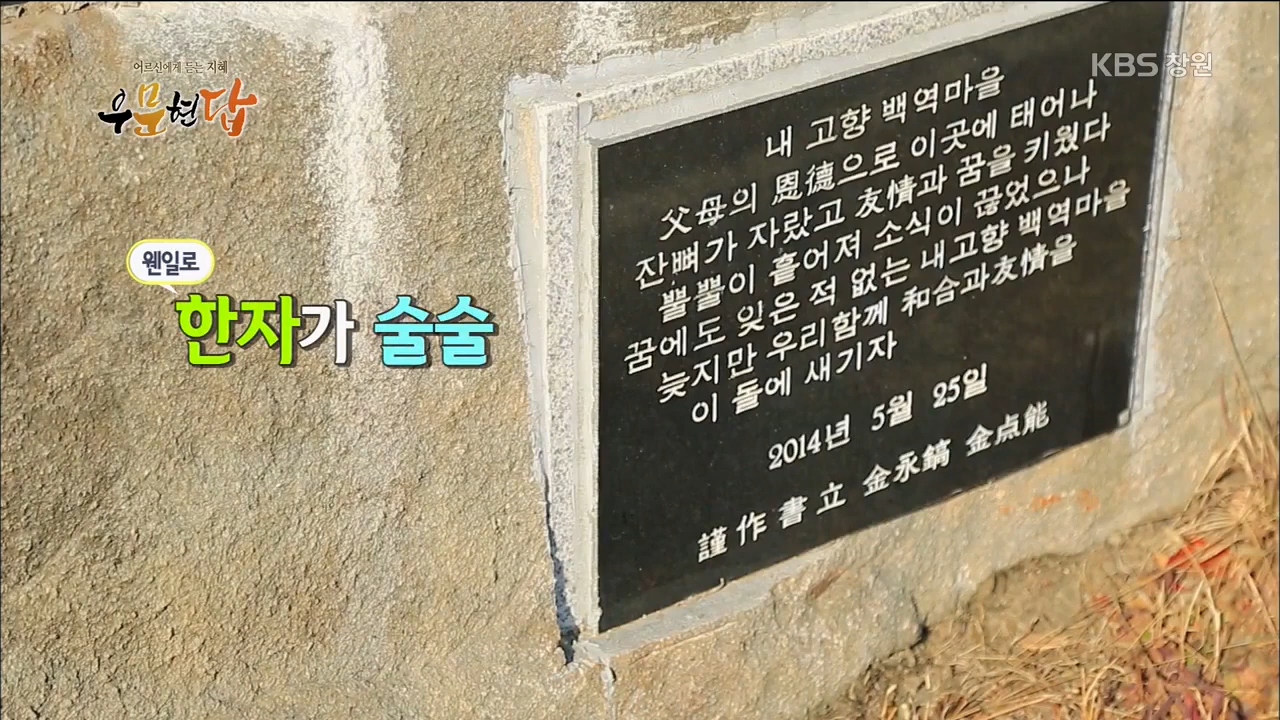 어르신에게 듣는 지혜
우문현답
KBS 창원
웬일로
한자가 술술
내 고향 백역마을
父母의 恩德으로 이곳에 태어나
잔뼈가 자랐고 友情과 꿈을 키웠다
뿔뿔이 흩어져 소식이 끊었으나
꿈에도 잊은 적 없는 내고향 백역마을
늦지만 우리함께 和合과友情을
이 돌에 새기자
2014년 5월 25일
謹作書立 金永鎬 金点能